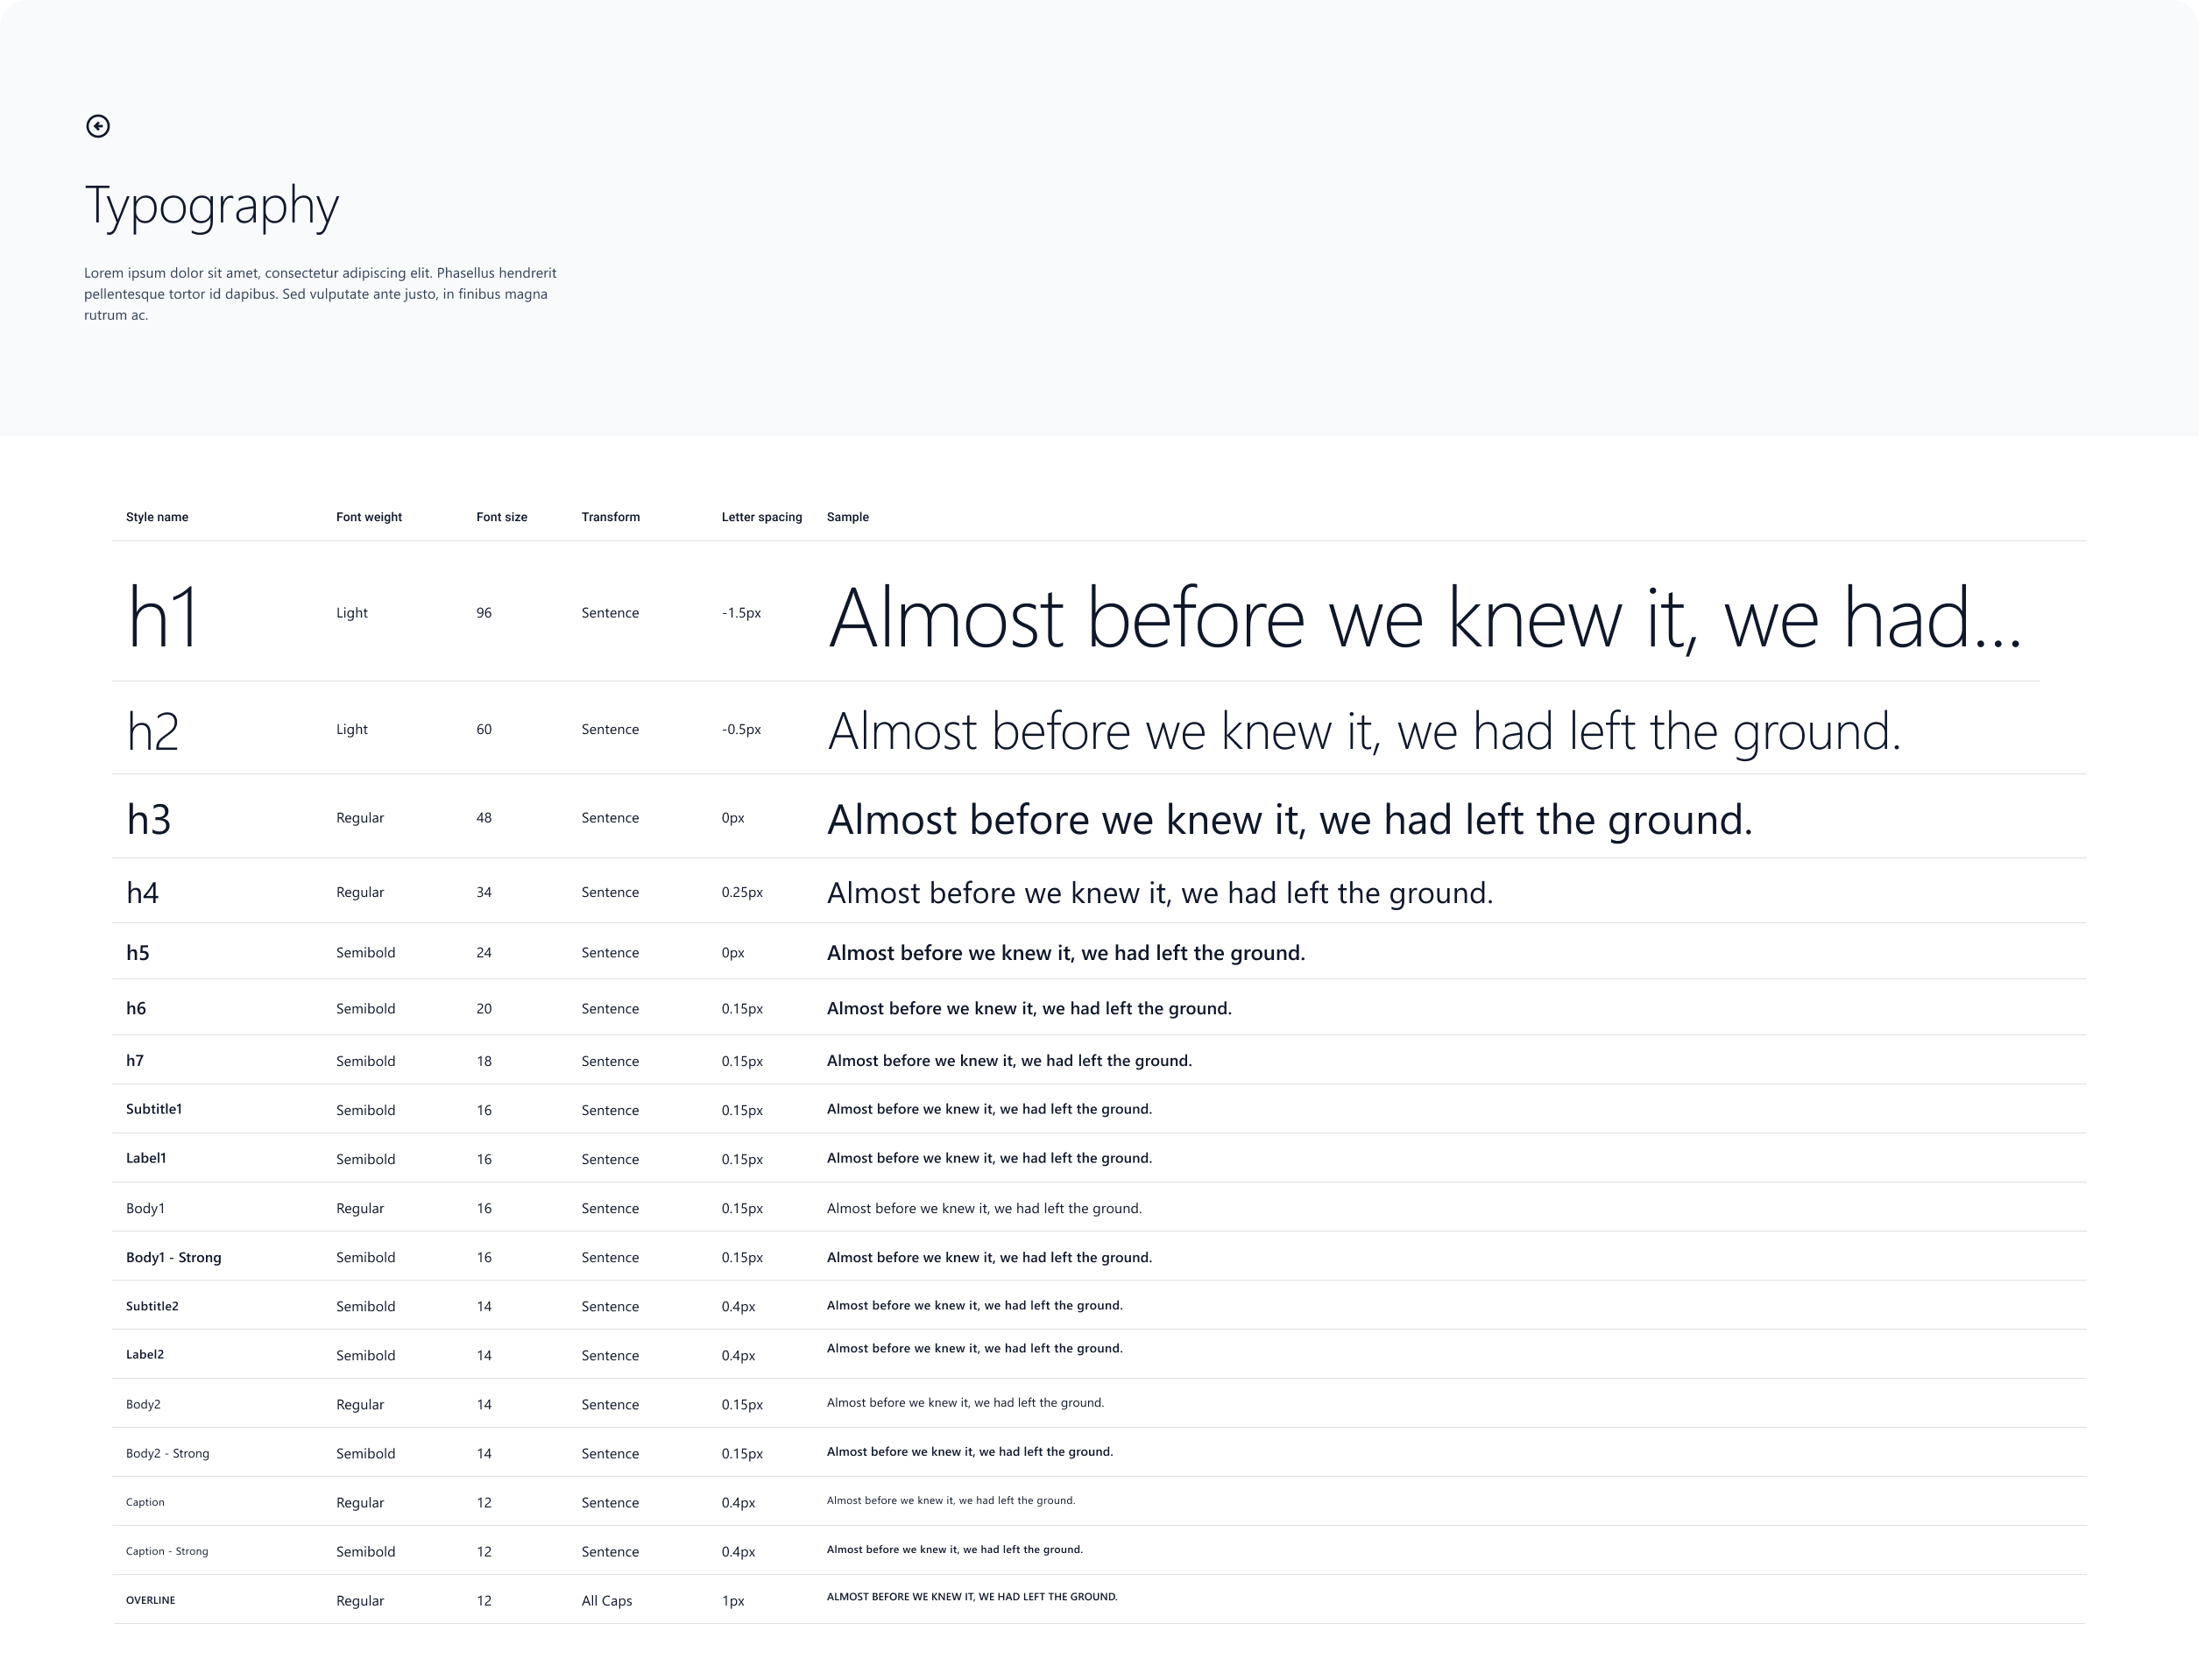 Typography
Lorem ipsum dolor sit amet, consectetur adipiscing elit. Phasellus hendrerit
pellentesque tortor id dapibus. Sed vulputate ante justo, in finibus magna
rutrum ac.
Style name Font weight Font size Transform Letter spacing Sample
h1 Light 96 Sentence -1.5px Almost before we knew it, we had...
h2 Light 60 Sentence -0.5px Almost before we knew it, we had left the ground.
h3 Regular 48 Sentence 0px Almost before we knew it, we had left the ground.
h4 Regular 34 Sentence 0.25px Almost before we knew it, we had left the ground.
h5 Semibold 24 Sentence 0px Almost before we knew it, we had left the ground.
h6 Semibold 20 Sentence 0.15px Almost before we knew it, we had left the ground.
h7 Semibold 18 Sentence 0.15px Almost before we knew it, we had left the ground.
Subtitle1 Semibold 16 Sentence 0.15px Almost before we knew it, we had left the ground.
Label1 Semibold 16 Sentence 0.15px Almost before we knew it, we had left the ground.
Body1 Regular 16 Sentence 0.15px Almost before we knew it, we had left the ground.
Body1 - Strong Semibold 16 Sentence 0.15px Almost before we knew it, we had left the ground.
Subtitle2 Semibold 14 Sentence 0.4px Almost before we knew it, we had left the ground.
Label2 Semibold 14 Sentence 0.4px Almost before we knew it, we had left the ground.
Body2 Regular 14 Sentence 0.15px Almost before we knew it, we had left the ground.
Body2 - Strong Semibold 14 Sentence 0.15px Almost before we knew it, we had left the ground.
Caption Regular 12 Sentence 0.4px Almost before we knew it, we had left the ground.
Caption - Strong Semibold 12 Sentence 0.4px Almost before we knew it, we had left the ground.
OVERLINE Regular 12 All Caps 1px ALMOST BEFORE WE KNEW IT, WE HAD LEFT THE GROUND.